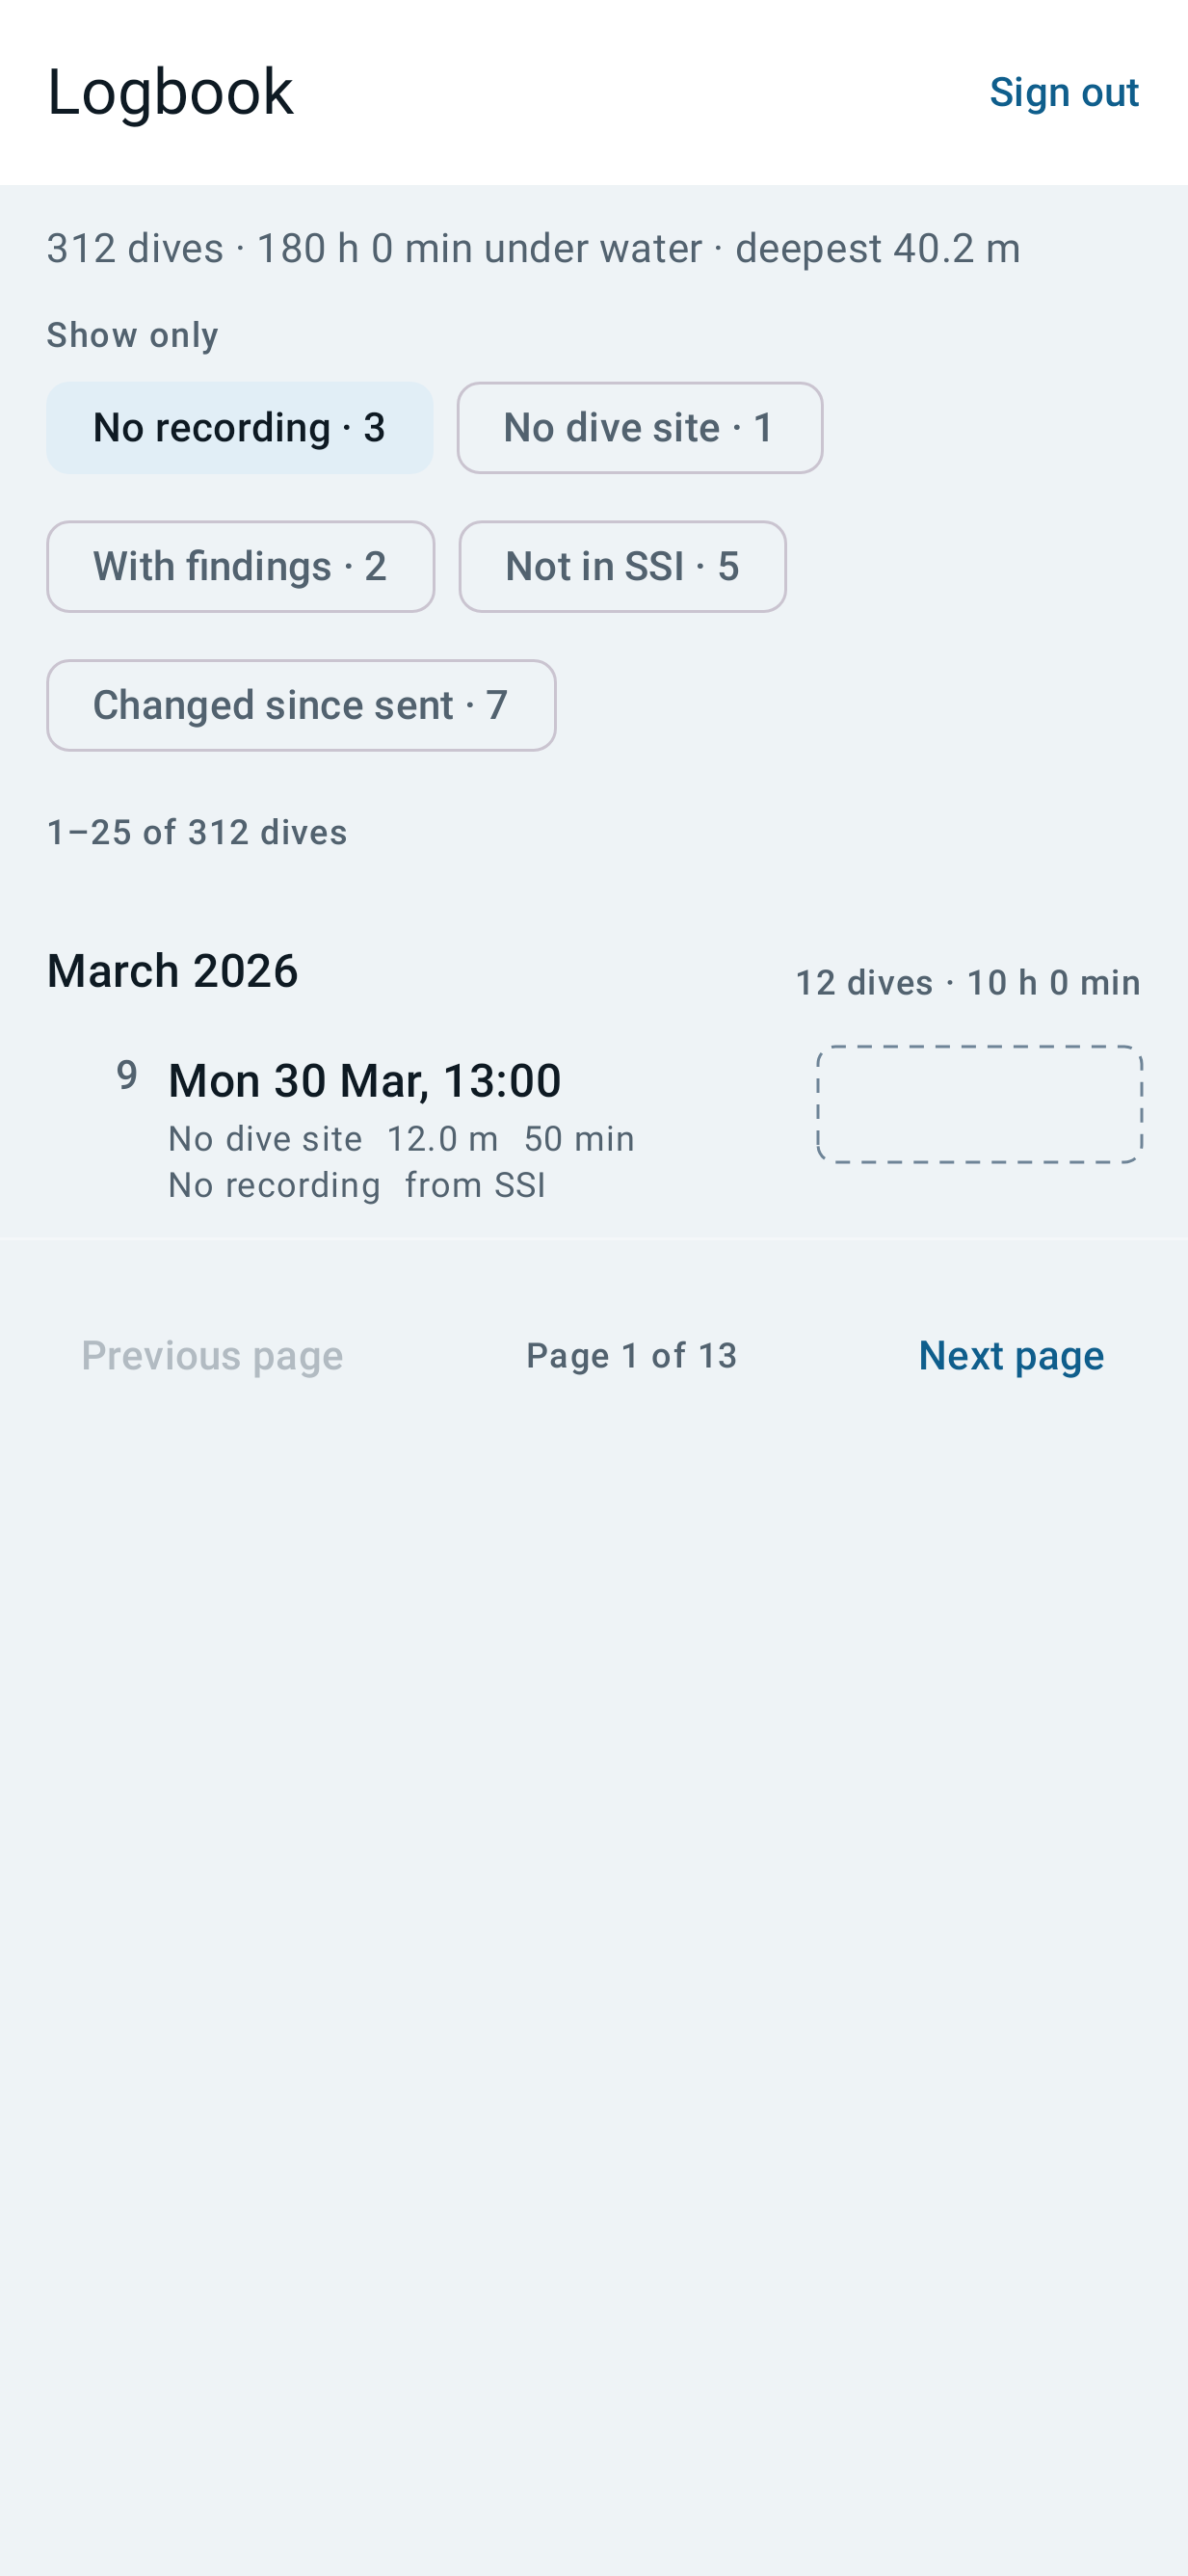 Logbook
Sign out
312 dives · 180 h 0 min under water · deepest 40.2 m
Show only
No recording · 3
No dive site · 1
With findings · 2
Not in SSI · 5
Changed since sent · 7
1–25 of 312 dives
March 2026
12 dives · 10 h 0 min
9 Mon 30 Mar, 13:00
No dive site 12.0 m 50 min
No recording from SSI
Previous page
Page 1 of 13
Next page